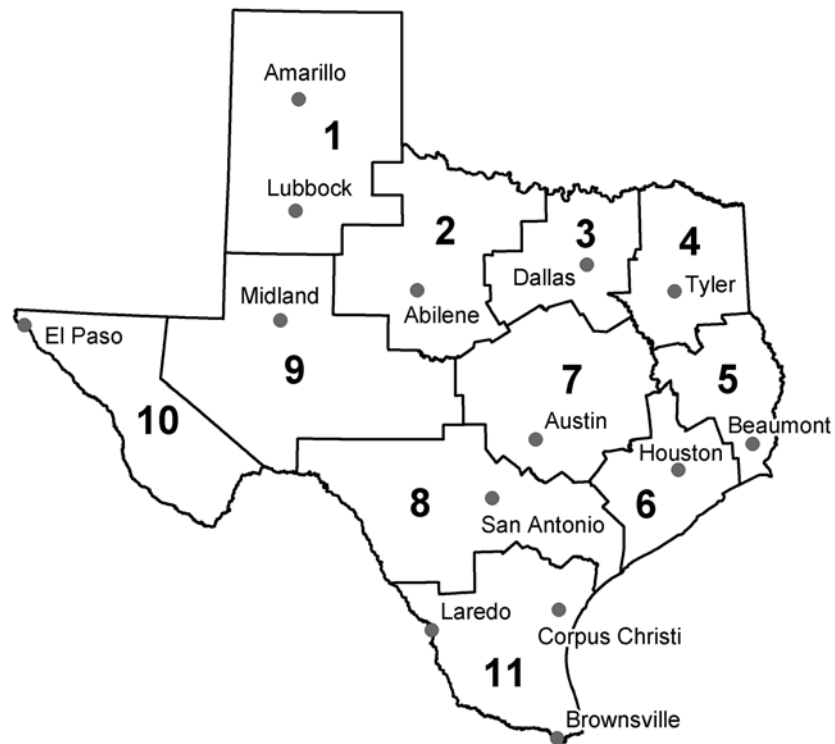 Amarillo
1
Lubbock
2
3
4
Dallas
Tyler
Midland
Abilene
El Paso
9
7
5
10
Austin
Beaumont
Houston
8
6
San Antonio
Laredo
Corpus Christi
11
Brownsville